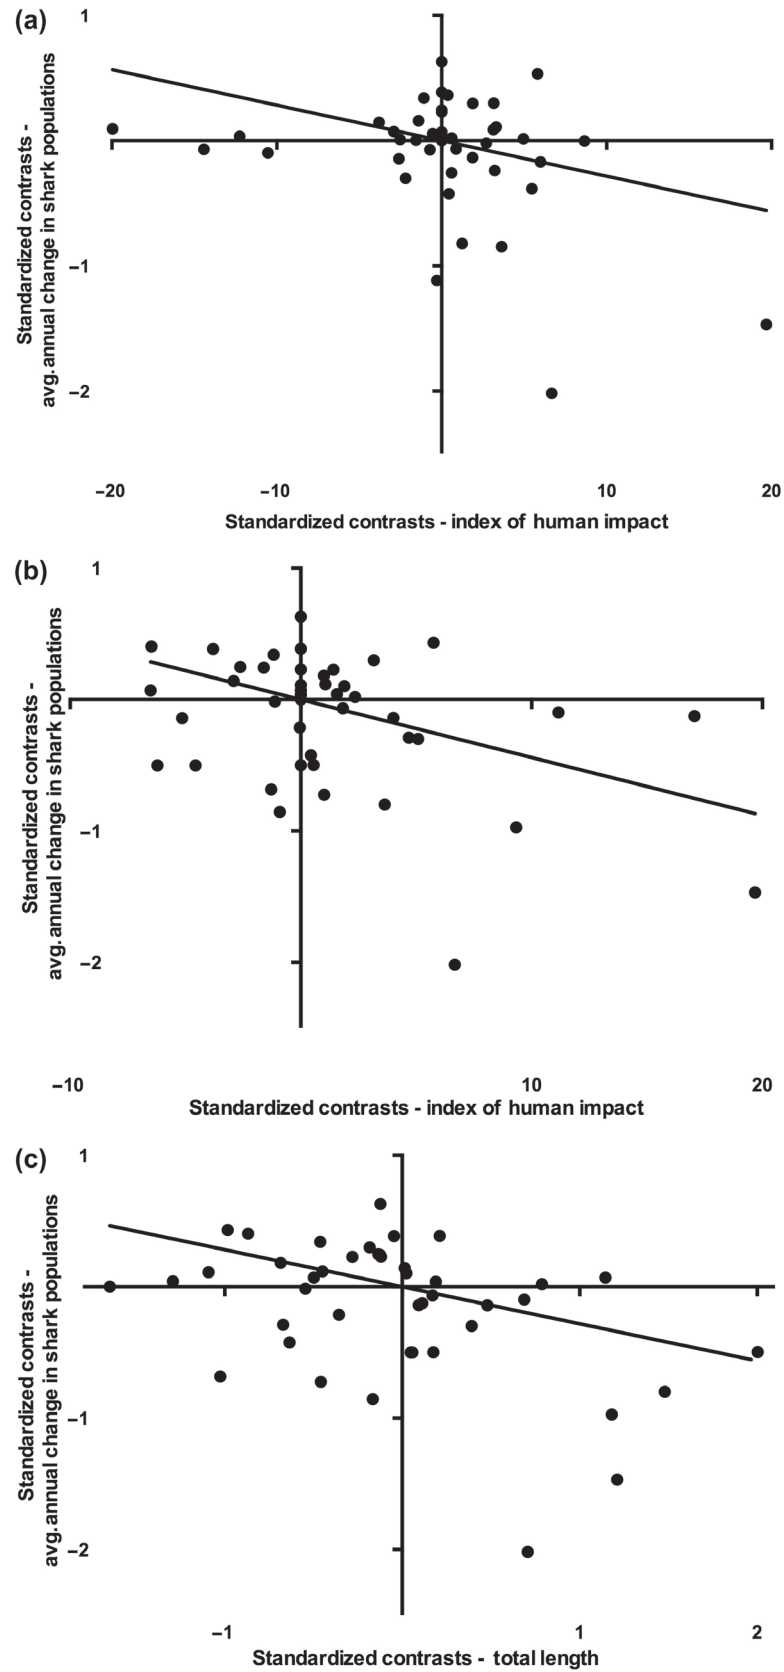 (a)
1
Standardized contrasts -
avg. annual change in shark populations
−1
−2
−20 −10 10 20
Standardized contrasts - index of human impact
(b)
1
Standardized contrasts -
avg. annual change in shark populations
−1
−2
−10 10 20
Standardized contrasts - index of human impact
(c)
1
Standardized contrasts -
avg. annual change in shark populations
−1
−2
−1 1 2
Standardized contrasts - total length